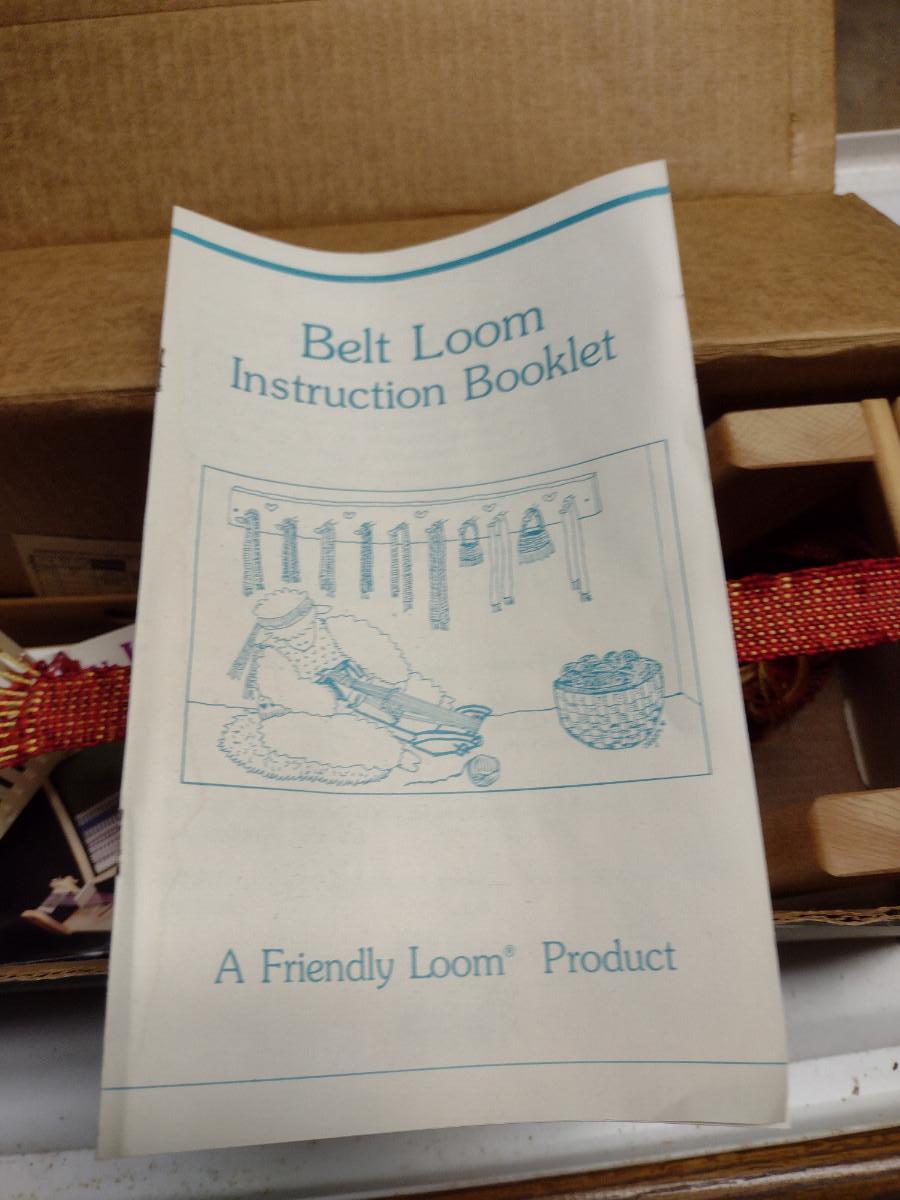 Belt Loom
Instruction Booklet
A Friendly Loom® Product